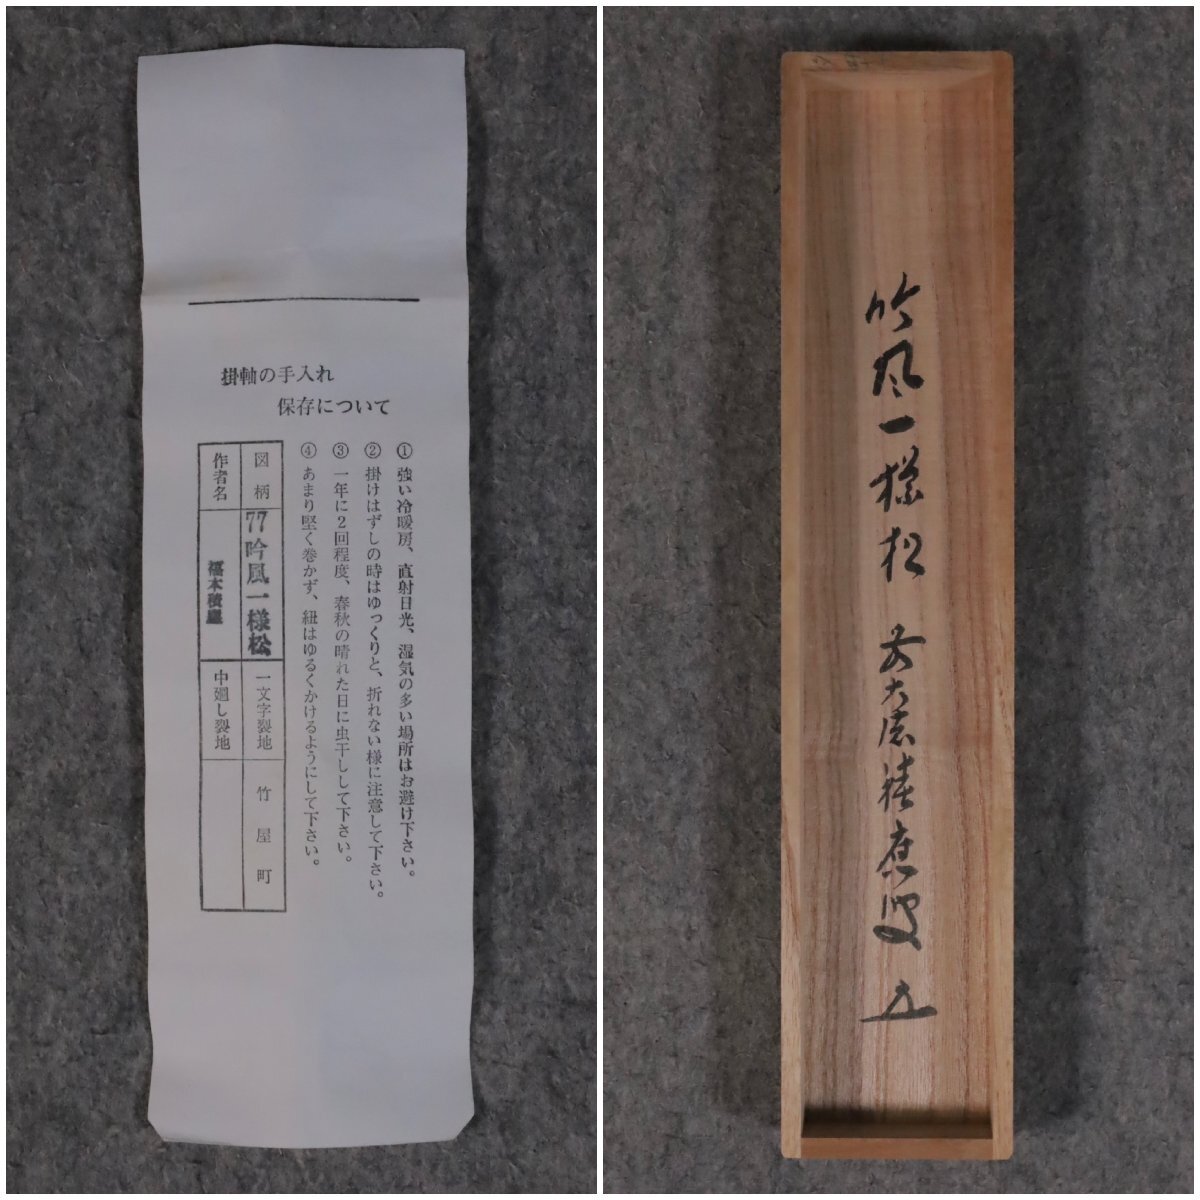 掛軸の手入れ
保存について
① 強い冷暖房、直射日光、湿気の多い場所はお避け下さい。
② 掛けはずしの時はゆっくりと、折れない様に注意して下さい。
③ 一年に2回程度、春秋の晴れた日に虫干しして下さい。
④ あまり堅く巻かず、紐はゆるくかけるようにして下さい。
図柄 77吟風一様松 一文字裂地 竹屋町
作者名 福本積應 中廻し裂地
吟風一様松 前大徳積應叟